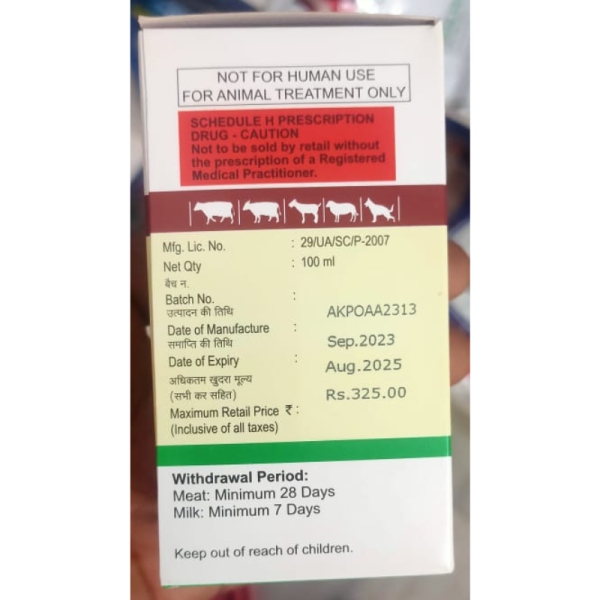 NOT FOR HUMAN USE
FOR ANIMAL TREATMENT ONLY
SCHEDULE H PRESCRIPTION
DRUG - CAUTION
Not to be sold by retail without
the prescription of a Registered
Medical Practitioner.
Mfg. Lic. No. : 29/UA/SC/P-2007
Net Qty : 100 ml
बैच न.
Batch No. : AKPOAA2313
उत्पादन की तिथि
Date of Manufacture : Sep.2023
समाप्ति की तिथि
Date of Expiry : Aug.2025
अधिकतम खुदरा मूल्य
(सभी कर सहित) Rs.325.00
Maximum Retail Price ₹ :
(Inclusive of all taxes)
Withdrawal Period:
Meat: Minimum 28 Days
Milk: Minimum 7 Days
Keep out of reach of children.